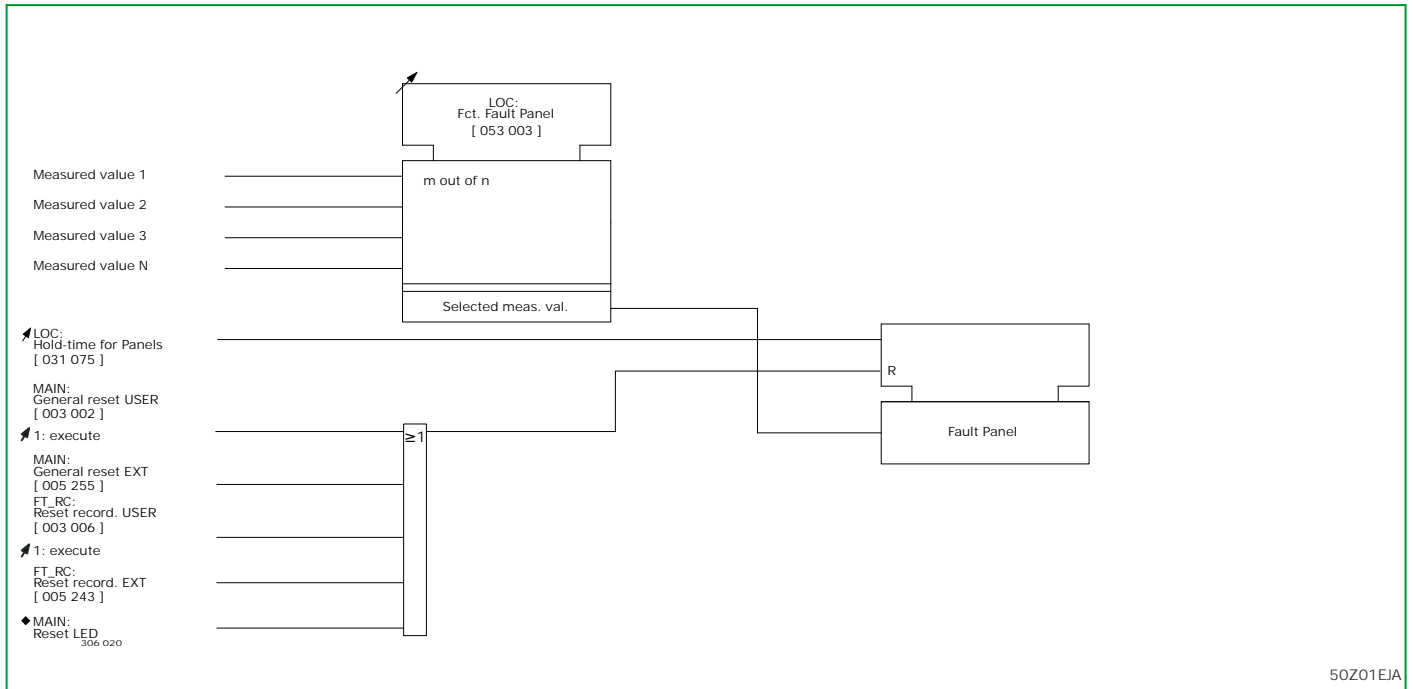 LOC:
Fct. Fault Panel
[ 053 003 ]
Measured value 1
m out of n
Measured value 2
Measured value 3
Measured value N
Selected meas. val.
LOC:
Hold-time for Panels
[ 031 075 ]
R
MAIN:
General reset USER
[ 003 002 ]
1: execute
≥1
Fault Panel
MAIN:
General reset EXT
[ 005 255 ]
FT_RC:
Reset record. USER
[ 003 006 ]
1: execute
FT_RC:
Reset record. EXT
[ 005 243 ]
MAIN:
Reset LED
306 020
50Z01EJA